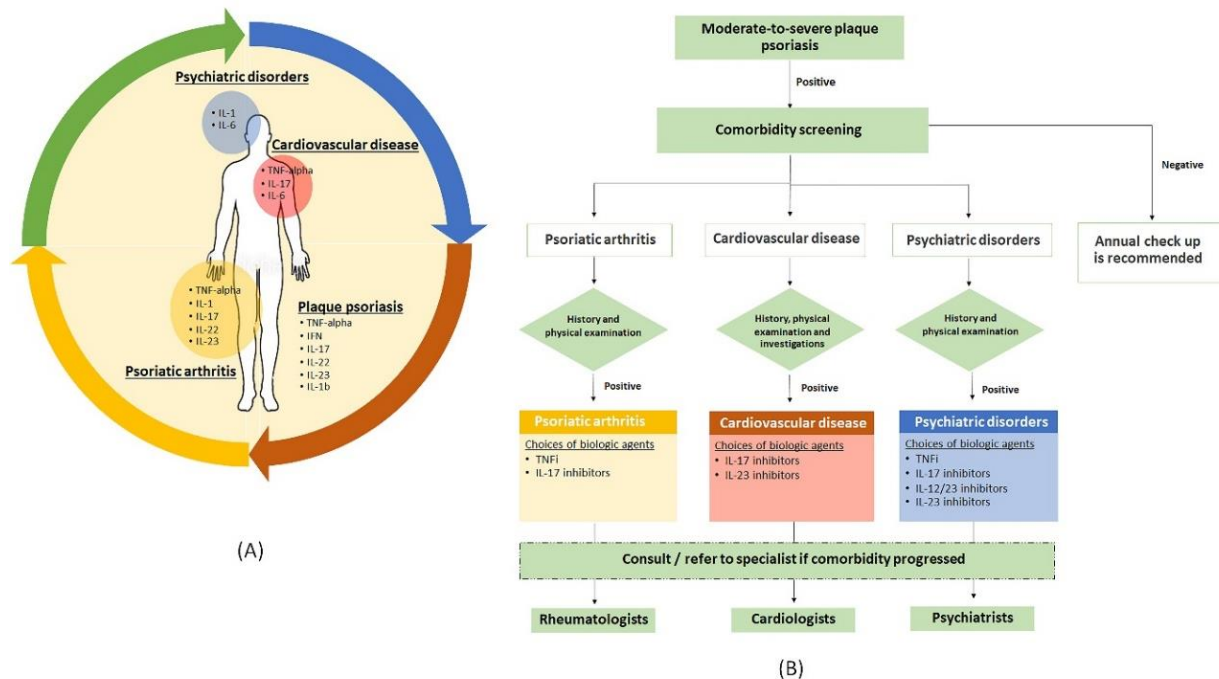 Psychiatric disorders
• IL-1
• IL-6
Cardiovascular disease
• TNF-alpha
• IL-17
• IL-6
• TNF-alpha
• IL-1
• IL-17
• IL-22
• IL-23
Psoriatic arthritis
Plaque psoriasis
• TNF-alpha
• IFN
• IL-17
• IL-22
• IL-23
• IL-1b
(A)
Moderate-to-severe plaque
psoriasis
Positive
Comorbidity screening
Negative
Psoriatic arthritis
Cardiovascular disease
Psychiatric disorders
Annual check up
is recommended
History and
physical examination
History, physical
examination and
investigations
History and
physical examination
Positive
Positive
Positive
Psoriatic arthritis
Choices of biologic agents
• TNFi
• IL-17 inhibitors
Cardiovascular disease
Choices of biologic agents
• IL-17 inhibitors
• IL-23 inhibitors
Psychiatric disorders
Choices of biologic agents
• TNFi
• IL-17 inhibitors
• IL-12/23 inhibitors
• IL-23 inhibitors
Consult / refer to specialist if comorbidity progressed
Rheumatologists
Cardiologists
Psychiatrists
(B)